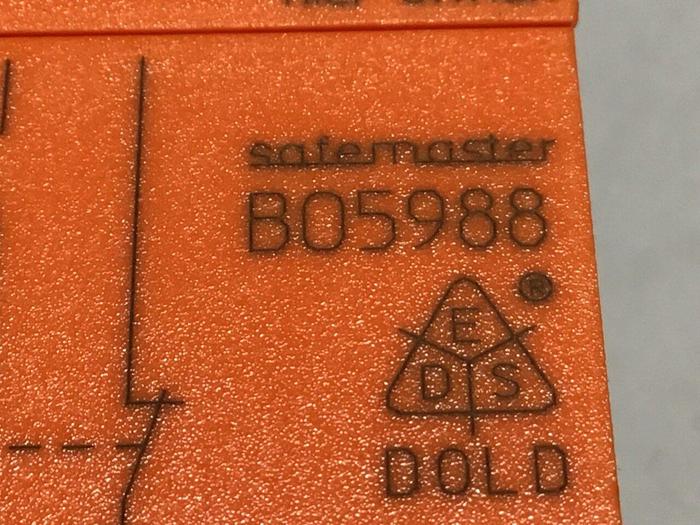 safemaster
BO5988
®
E
D S
DOLD